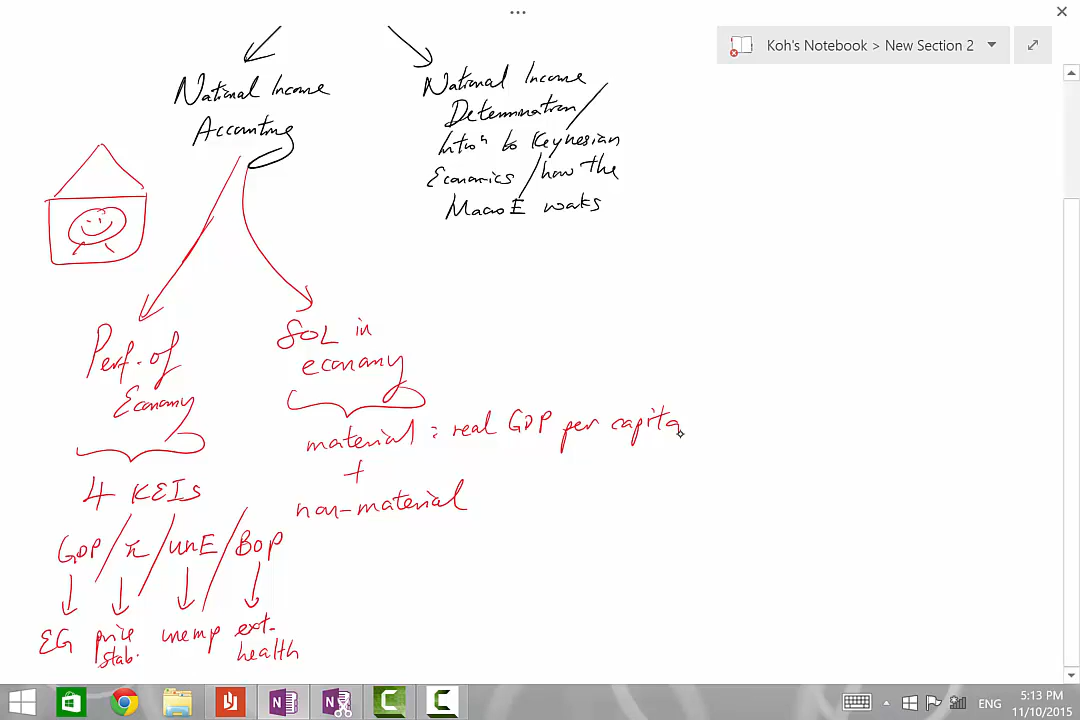 Koh's Notebook > New Section 2
National Income
Accounting
National Income
Determination/
Intro" to Keynesian
Economics/how the
MacroE works
Perf. of
Economy
SOL in
economy
4 KEIs
material : real GDP per capita
+
non-material
GDP/π/unE/BOP
EG
price
stab.
unemp
ext-
health
ENG
5:13 PM
11/10/2015